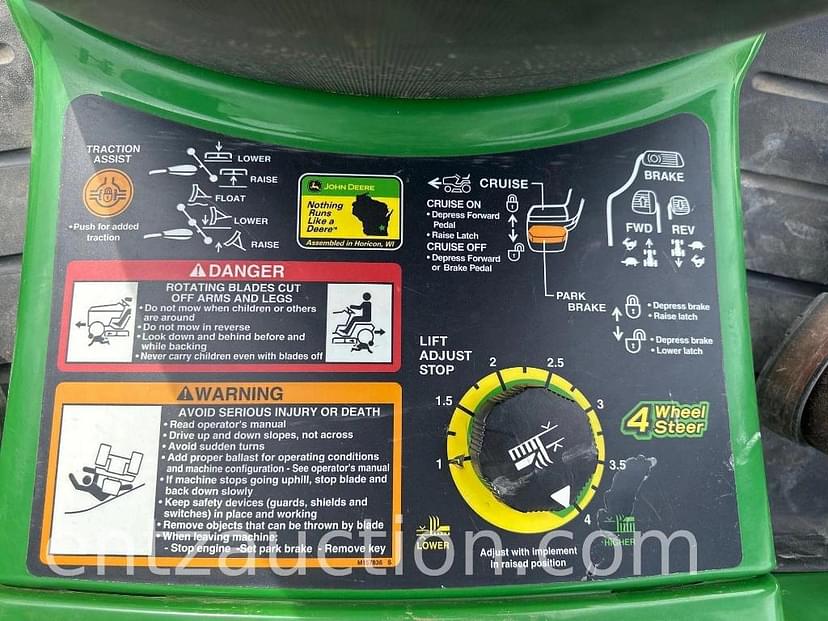 TRACTION
ASSIST
• Push for added
traction
LOWER
RAISE
FLOAT
LOWER
RAISE
JOHN DEERE
Nothing
Runs
Like a
Deere™
Assembled in Horicon, WI
CRUISE
CRUISE ON
• Depress Forward
Pedal
• Raise Latch
CRUISE OFF
• Depress Forward
or Brake Pedal
BRAKE
FWD
REV
PARK
BRAKE
• Depress brake
• Raise latch
• Depress brake
• Lower latch
DANGER
ROTATING BLADES CUT
OFF ARMS AND LEGS
• Do not mow when children or others
are around
• Do not mow in reverse
• Look down and behind before and
while backing
• Never carry children even with blades off
WARNING
AVOID SERIOUS INJURY OR DEATH
• Read operator's manual
• Drive up and down slopes, not across
• Avoid sudden turns
• Add proper ballast for operating conditions
and machine configuration - See operator's manual
• If machine stops going uphill, stop blade and
back down slowly
• Keep safety devices (guards, shields and
switches) in place and working
• Remove objects that can be thrown by blade
• When leaving machine:
- Stop engine -Set park brake - Remove key
LIFT
ADJUST
STOP
1
1.5
2
2.5
3
3.5
4
4 Wheel
Steer
LOWER
HIGHER
Adjust with implement
in raised position
entzauction.com